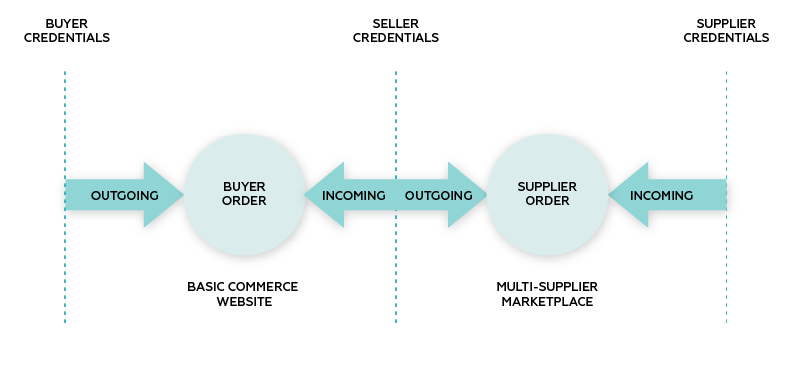 BUYER
CREDENTIALS
SELLER
CREDENTIALS
SUPPLIER
CREDENTIALS
OUTGOING
BUYER
ORDER
INCOMING
OUTGOING
SUPPLIER
ORDER
INCOMING
BASIC COMMERCE
WEBSITE
MULTI-SUPPLIER
MARKETPLACE